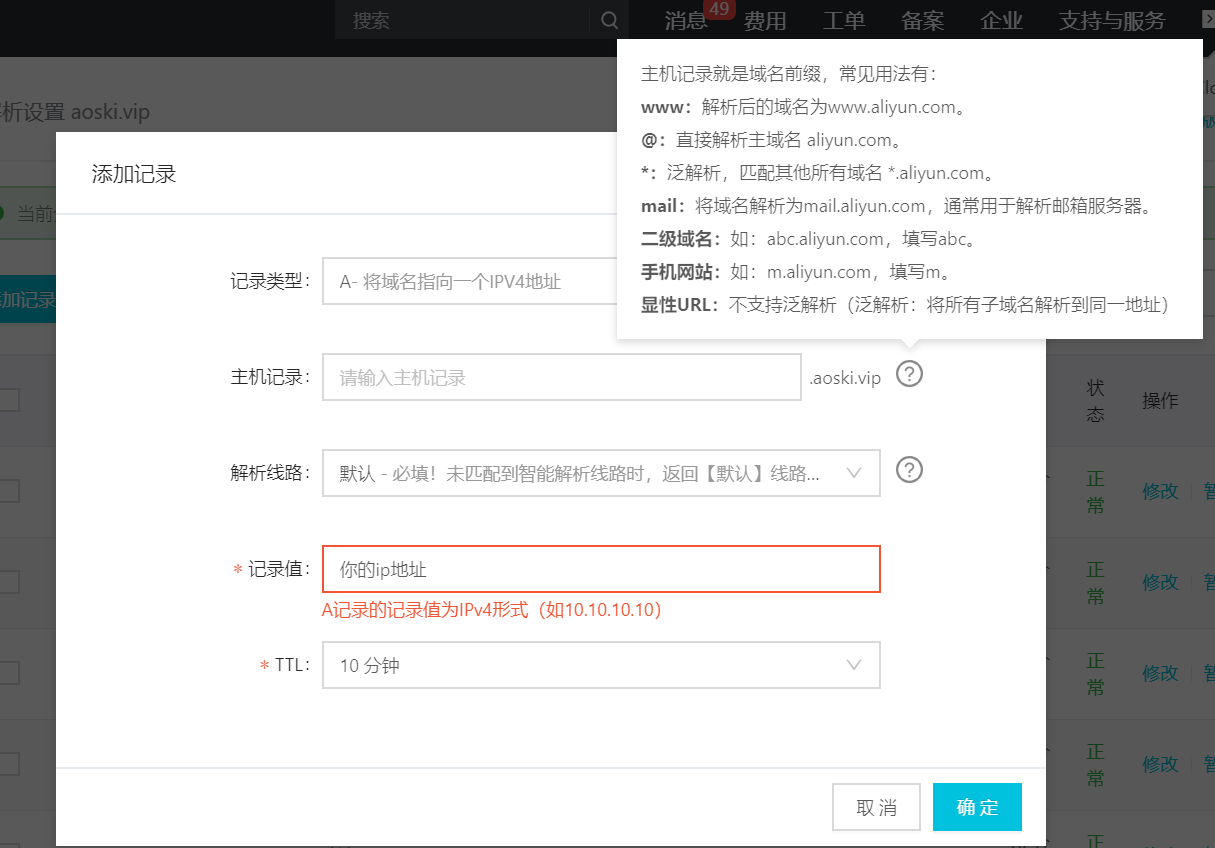 搜索
消息 49 费用 工单 备案 企业 支持与服务
析设置 aoski.vip
主机记录就是域名前缀，常见用法有：
www：解析后的域名为www.aliyun.com。
@：直接解析主域名 aliyun.com。
*：泛解析，匹配其他所有域名 *.aliyun.com。
mail：将域名解析为mail.aliyun.com，通常用于解析邮箱服务器。
二级域名：如：abc.aliyun.com，填写abc。
手机网站：如：m.aliyun.com，填写m。
显性URL：不支持泛解析（泛解析：将所有子域名解析到同一地址）
添加记录
当前
加记录
记录类型： A- 将域名指向一个IPV4地址
主机记录： 请输入主机记录 .aoski.vip ?
解析线路： 默认 - 必填！未匹配到智能解析线路时，返回【默认】线路... ?
* 记录值： 你的ip地址
A记录的记录值为IPv4形式（如10.10.10.10）
* TTL： 10 分钟
取 消 确 定
状态 操作
正常 修改 暂
正常 修改 暂
正常 修改 暂
正常 修改 暂
正